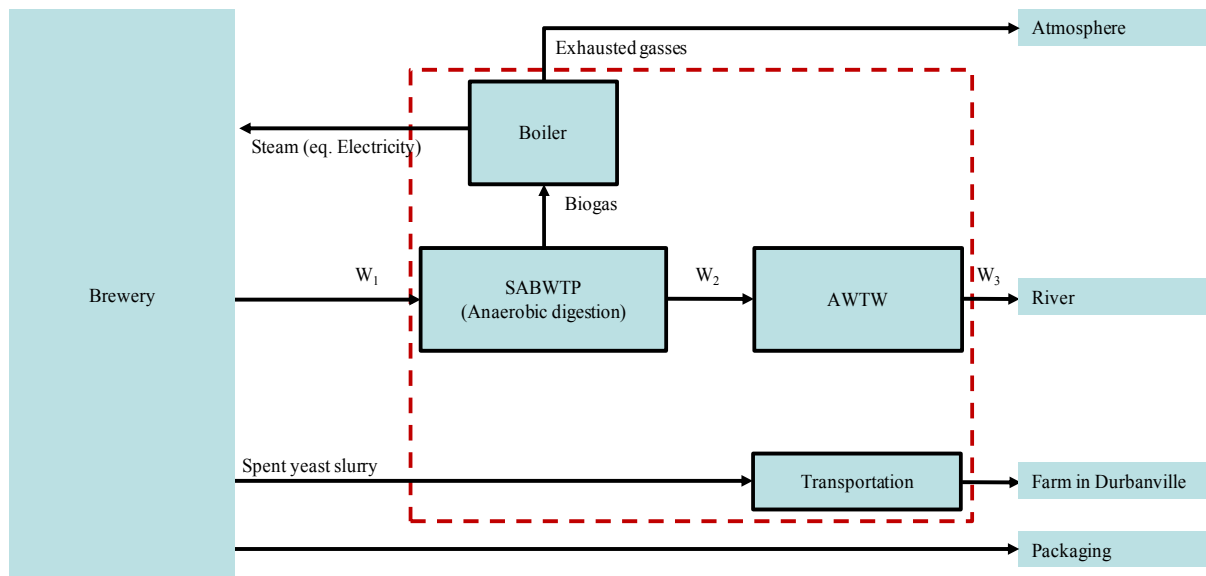 Atmosphere
Exhausted gasses
Boiler
Steam (eq. Electricity)
Biogas
Brewery
W1
SABWTP
(Anaerobic digestion)
W2
AWTW
W3
River
Spent yeast slurry
Transportation
Farm in Durbanville
Packaging